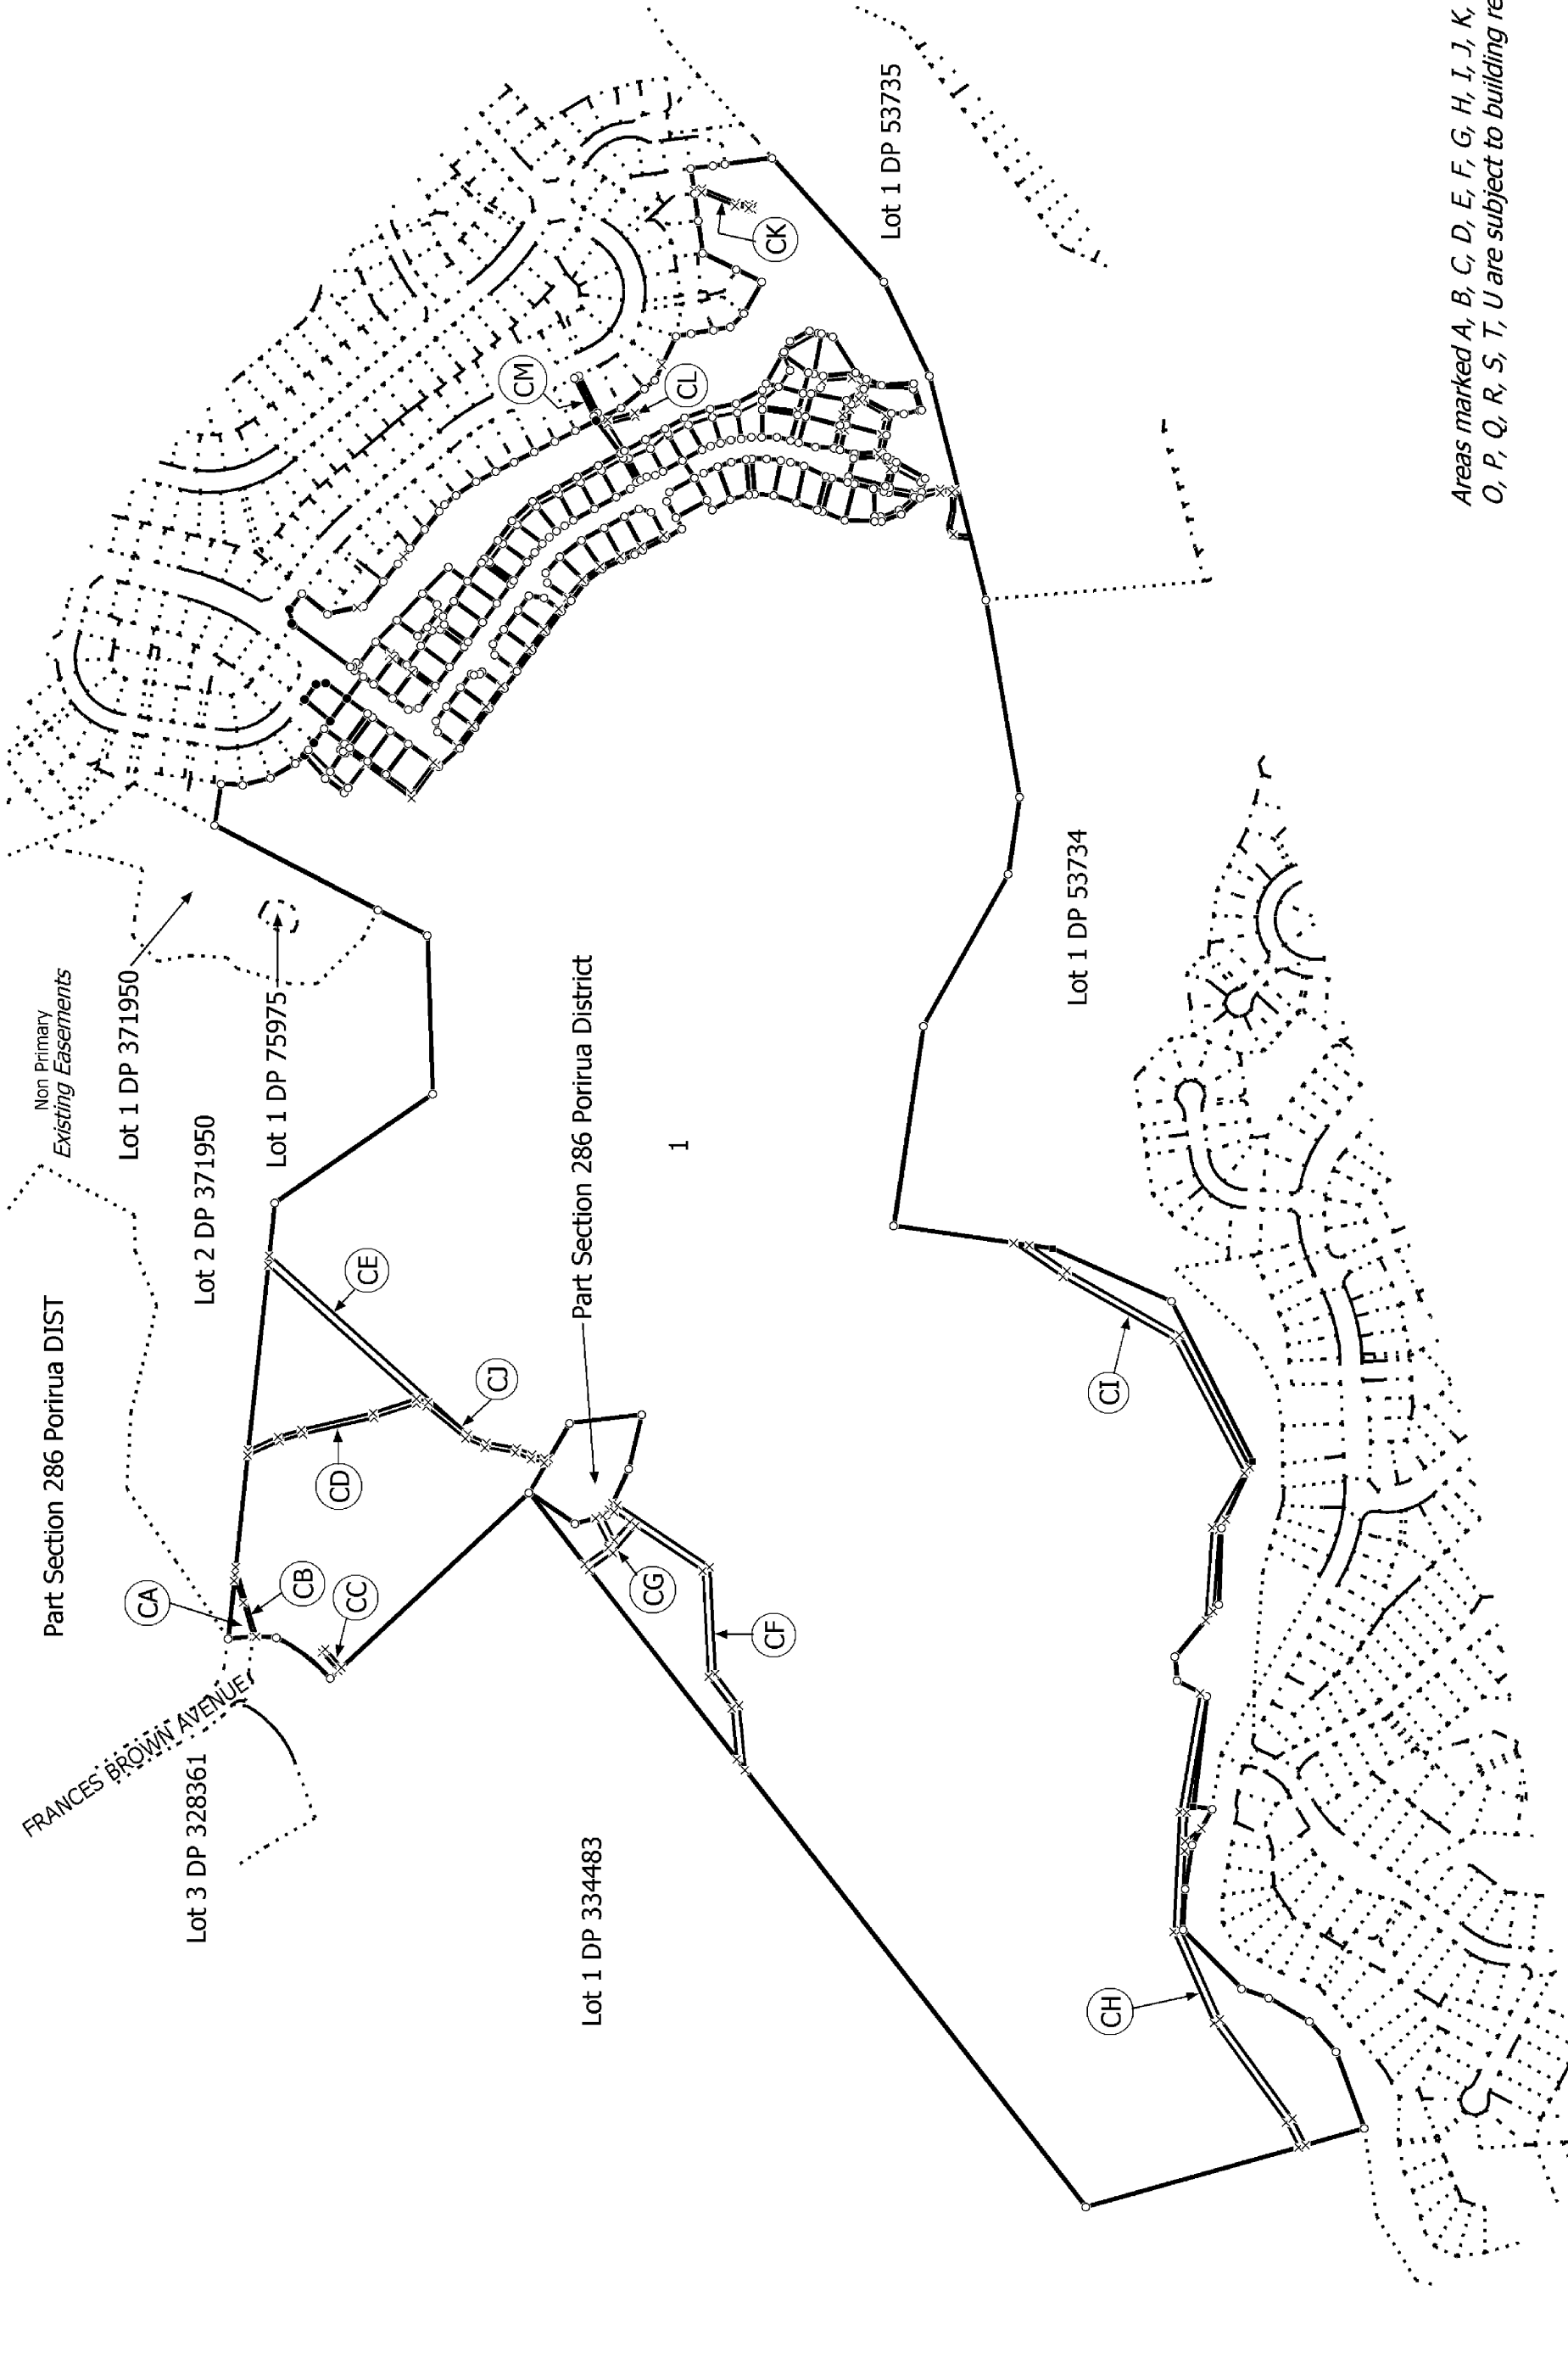 Part Section 286 Porirua DIST
Non Primary
Existing Easements
Lot 1 DP 371950
Lot 2 DP 371950
Lot 1 DP 75975
FRANCES BROWN AVENUE
Lot 3 DP 328361
CA
CB
CC
CD
CE
CJ
Part Section 286 Porirua District
1
CG
CF
Lot 1 DP 334483
CM
CL
CK
Lot 1 DP 53735
Lot 1 DP 53734
CI
CH
Areas marked A, B, C, D, E, F, G, H, I, J, K,
O, P, Q, R, S, T, U are subject to building re